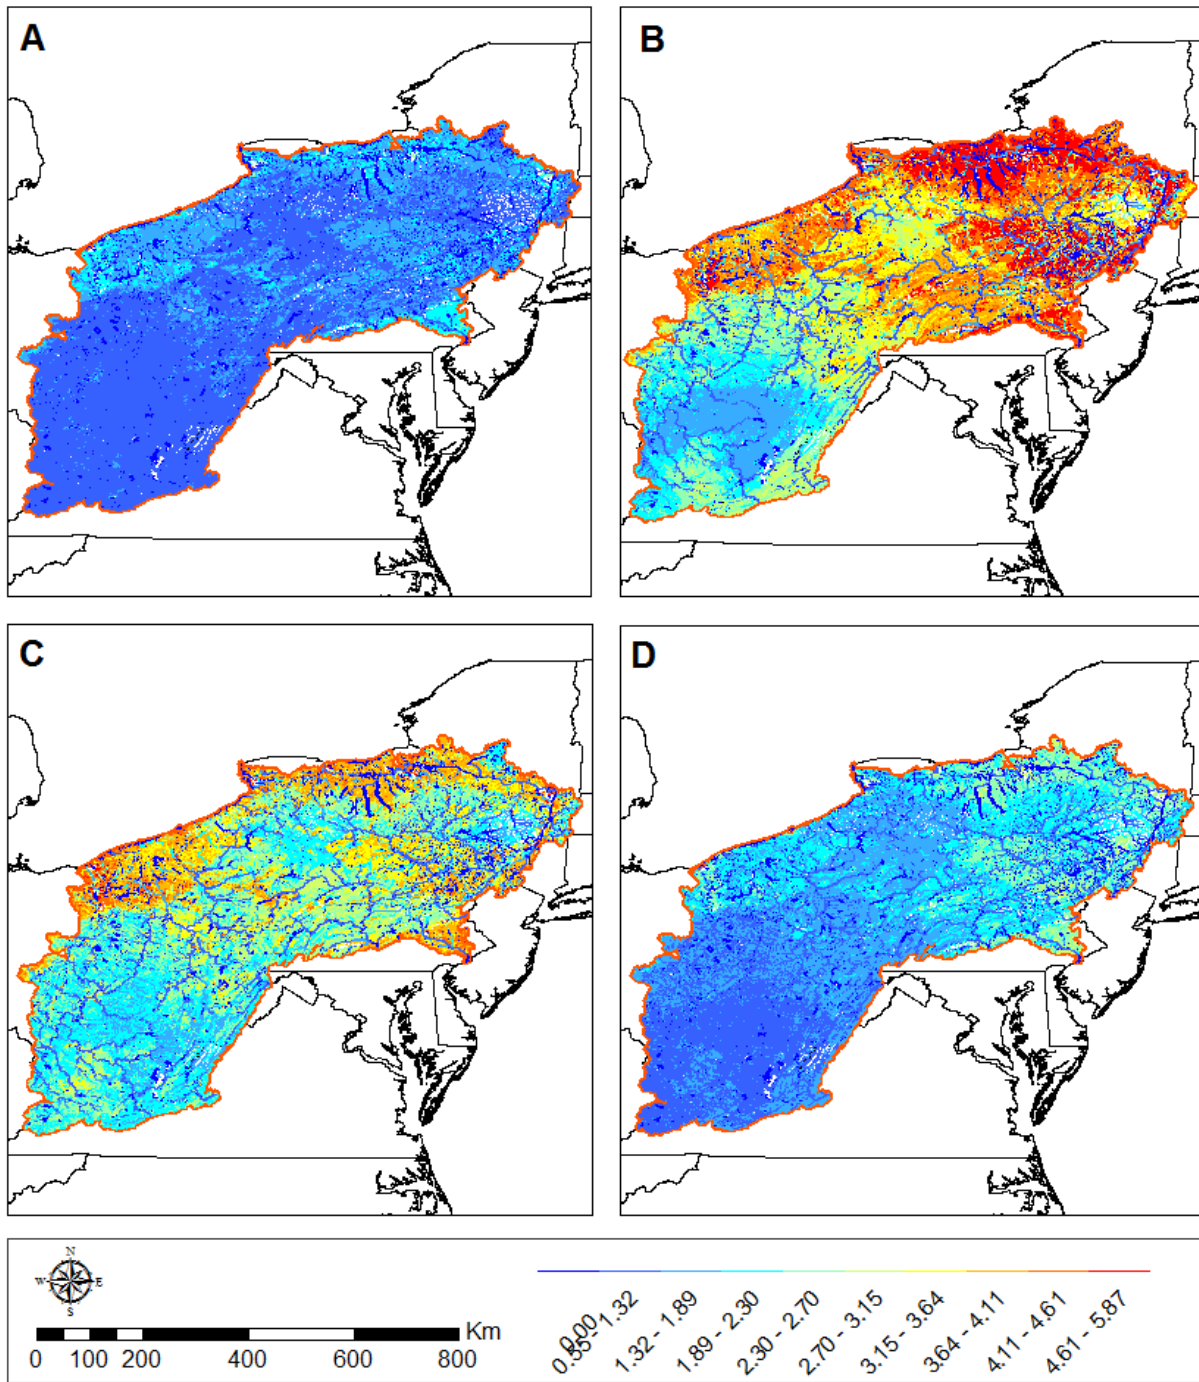 A
B
C
D
N
W E
S
Km
0 100 200 400 600 800
0.00
0.55 - 1.32
1.32 - 1.89
1.89 - 2.30
2.30 - 2.70
2.70 - 3.15
3.15 - 3.64
3.64 - 4.11
4.11 - 4.61
4.61 - 5.87